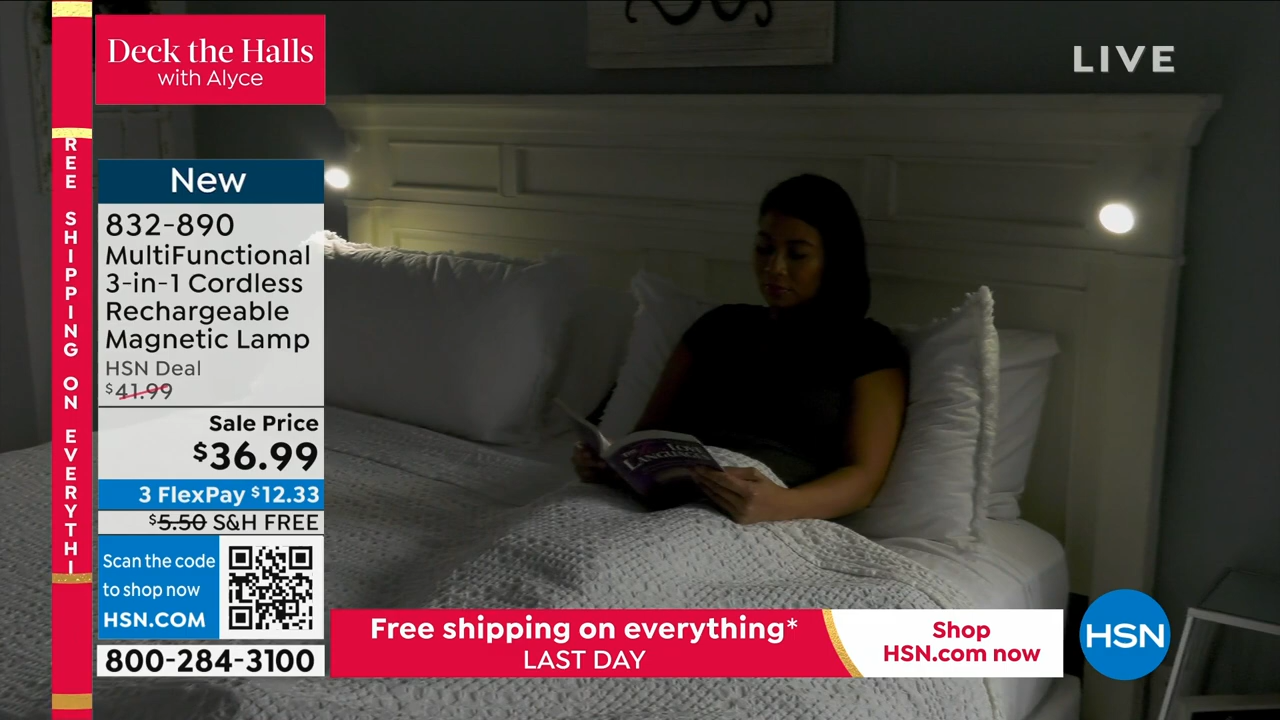 Deck the Halls
with Alyce
LIVE
REE SHIPPING ON EVERYTHI
New
832-890
MultiFunctional
3-in-1 Cordless
Rechargeable
Magnetic Lamp
HSN Deal
$41.99
Sale Price
$36.99
3 FlexPay $12.33
$5.50 S&H FREE
Scan the code
to shop now
HSN.COM
800-284-3100
Free shipping on everything*
LAST DAY
Shop
HSN.com now
HSN